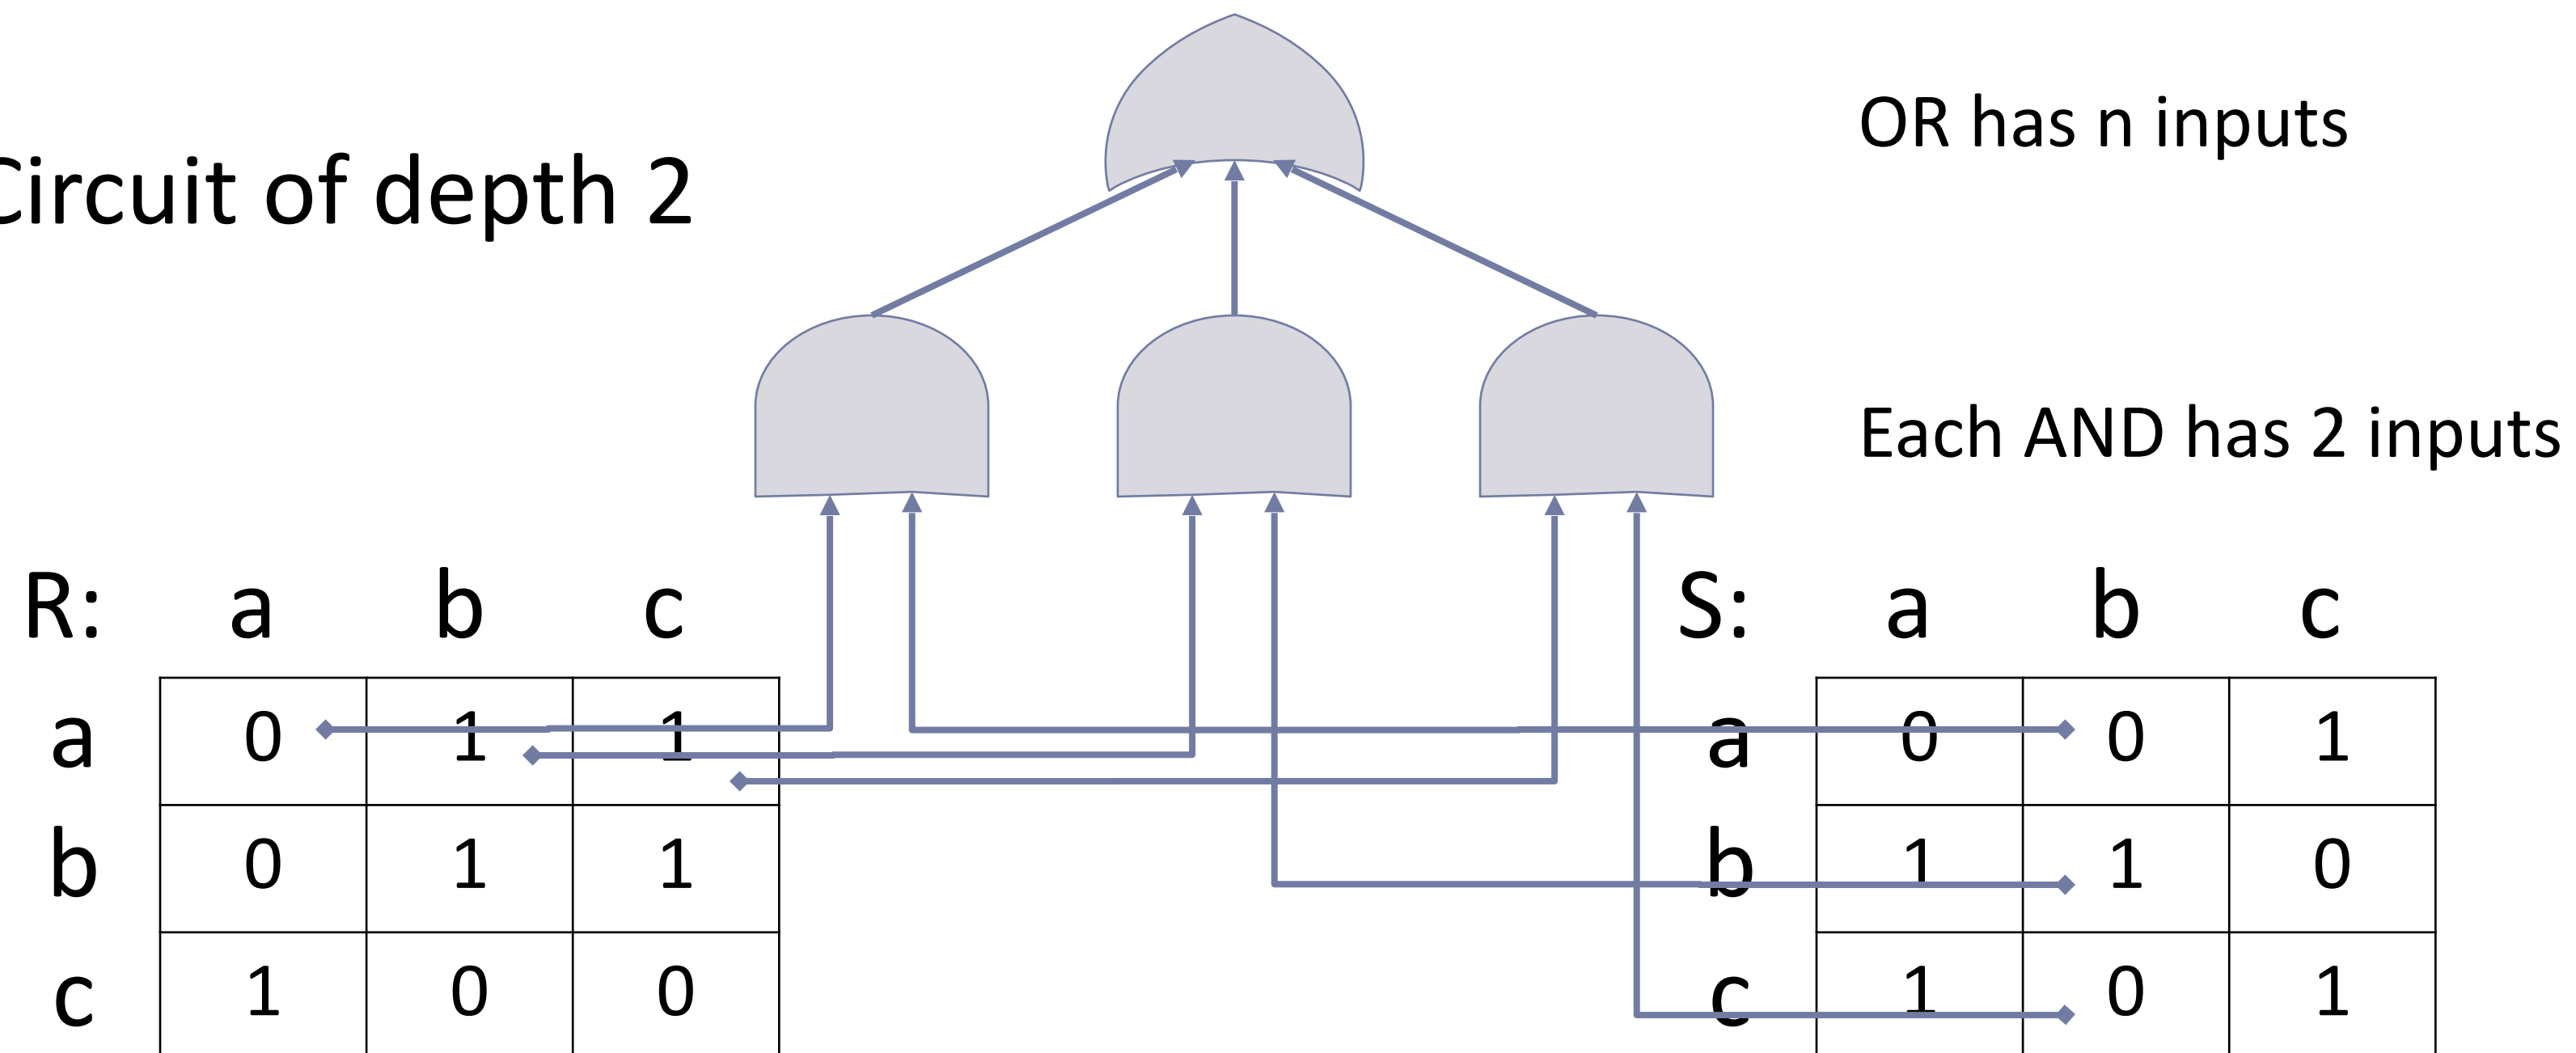 OR has n inputs
Circuit of depth 2
Each AND has 2 inputs
R: a b c
a 0 1 1
b 0 1 1
c 1 0 0
S: a b c
a 0 0 1
b 1 1 0
c 1 0 1